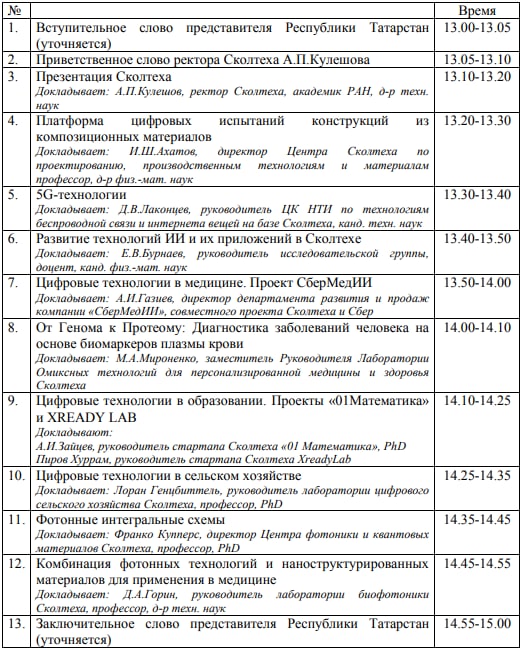 № Время
1. Вступительное слово представителя Республики Татарстан 13.00-13.05
(уточняется)
2. Приветственное слово ректора Сколтеха А.П.Кулешова 13.05-13.10
3. Презентация Сколтеха 13.10-13.20
Докладывает: А.П.Кулешов, ректор Сколтеха, академик РАН, д-р техн.
наук
4. Платформа цифровых испытаний конструкций из 13.20-13.30
композиционных материалов
Докладывает: И.Ш.Ахатов, директор Центра Сколтеха по
проектированию, производственным технологиям и материалам
профессор, д-р физ.-мат. наук
5. 5G-технологии 13.30-13.40
Докладывает: Д.В.Лаконцев, руководитель ЦК НТИ по технологиям
беспроводной связи и интернета вещей на базе Сколтеха, канд. техн. наук
6. Развитие технологий ИИ и их приложений в Сколтехе 13.40-13.50
Докладывает: Е.В.Бурнаев, руководитель исследовательской группы,
доцент, канд. физ.-мат. наук
7. Цифровые технологии в медицине. Проект СберМедИИ 13.50-14.00
Докладывает: А.И.Газиев, директор департамента развития и продаж
компании «СберМедИИ», совместного проекта Сколтеха и Сбер
8. От Генома к Протеому: Диагностика заболеваний человека на 14.00-14.10
основе биомаркеров плазмы крови
Докладывает: М.А.Мироненко, заместитель Руководителя Лаборатории
Омиксных технологий для персонализированной медицины и здоровья
Сколтеха
9. Цифровые технологии в образовании. Проекты «01Математика» 14.10-14.25
и XREADY LAB
Докладывают:
А.И.Зайцев, руководитель стартапа Сколтеха «01 Математика», PhD
Пиров Хуррам, руководитель стартапа Сколтеха XreadyLab
10. Цифровые технологии в сельском хозяйстве 14.25-14.35
Докладывает: Лоран Генцбиттель, руководитель лаборатории цифрового
сельского хозяйства Сколтеха, профессор, PhD
11. Фотонные интегральные схемы 14.35-14.45
Докладывает: Франко Купперс, директор Центра фотоники и квантовых
материалов Сколтеха, профессор, PhD
12. Комбинация фотонных технологий и наноструктурированных 14.45-14.55
материалов для применения в медицине
Докладывает: Д.А.Горин, руководитель лаборатории биофотоники
Сколтеха, профессор, д-р техн. наук
13. Заключительное слово представителя Республики Татарстан 14.55-15.00
(уточняется)